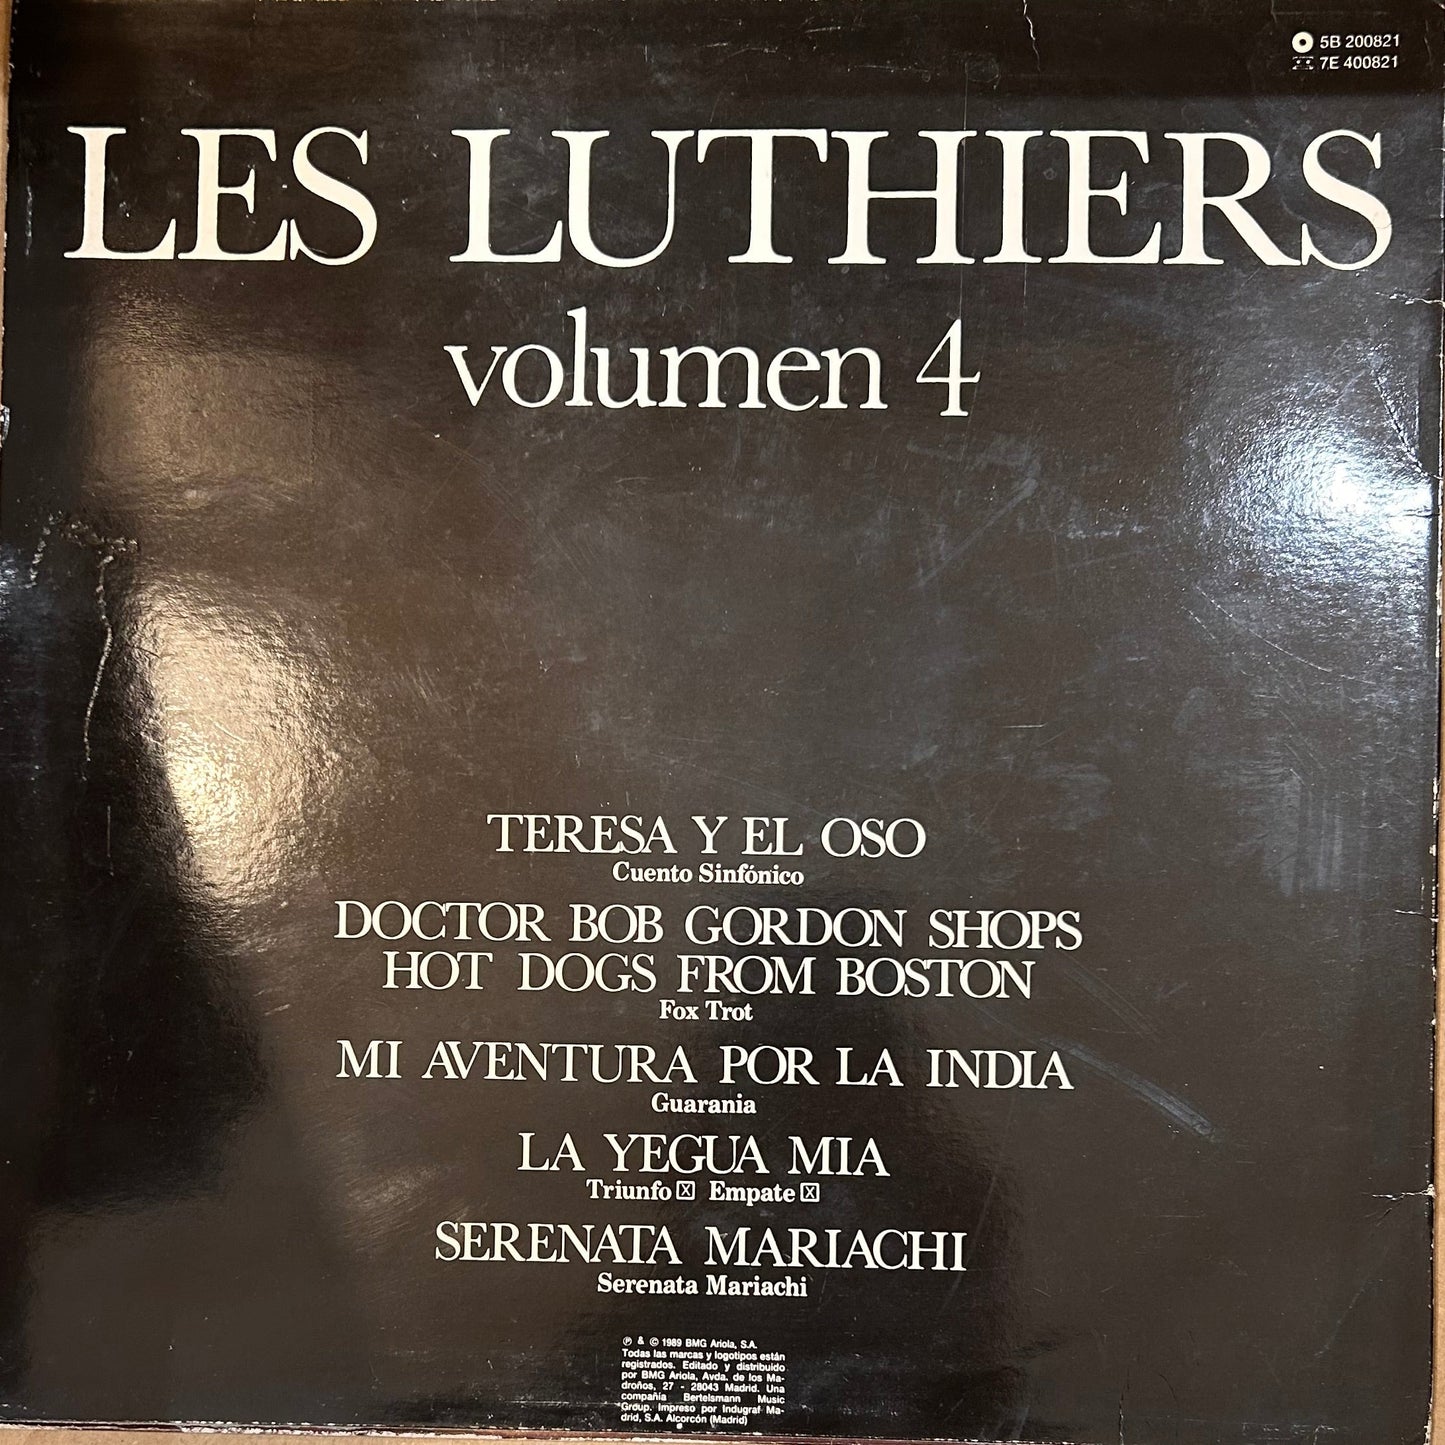 5B 200821
7E 400821
LES LUTHIERS
volumen 4
TERESA Y EL OSO
Cuento Sinfónico
DOCTOR BOB GORDON SHOPS
HOT DOGS FROM BOSTON
Fox Trot
MI AVENTURA POR LA INDIA
Guarania
LA YEGUA MIA
Triunfo ☒ Empate ☒
SERENATA MARIACHI
Serenata Mariachi
℗ & © 1989 BMG Ariola, S.A.
Todas las marcas y logotipos están
registrados. Editado y distribuido
por BMG Ariola, Avda. de los Ma-
droños, 27 - 28043 Madrid. Una
compañía Bertelsmann Music
Group. Impreso por Indugraf Ma-
drid, S.A. Alcorcón (Madrid)